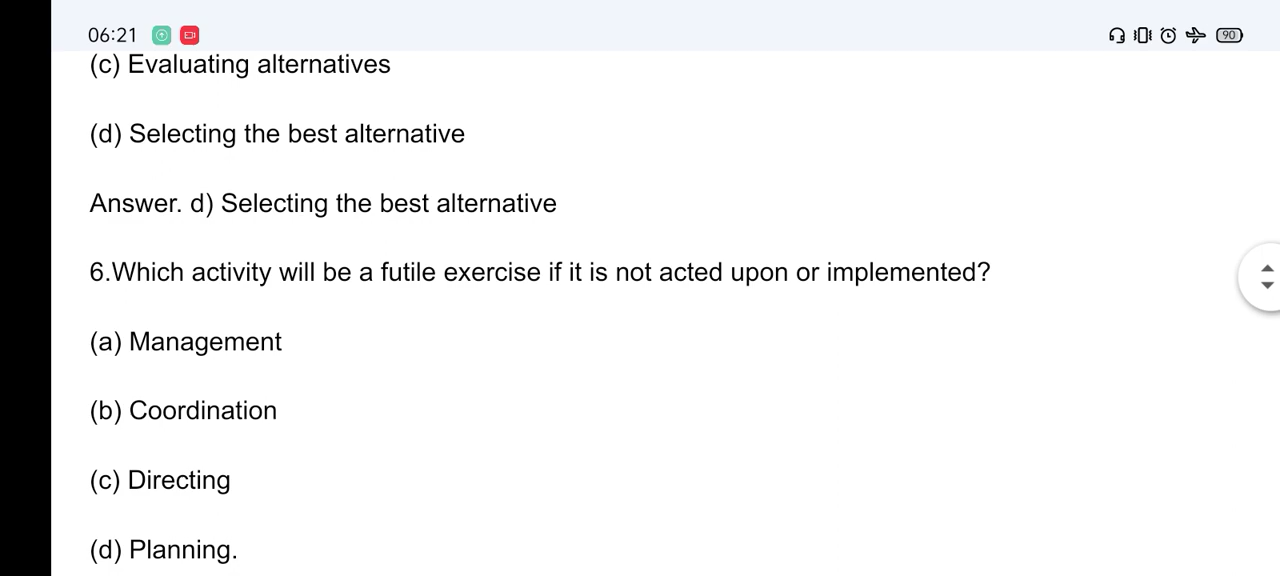 06:21
90
(c) Evaluating alternatives
(d) Selecting the best alternative
Answer. d) Selecting the best alternative
6.Which activity will be a futile exercise if it is not acted upon or implemented?
(a) Management
(b) Coordination
(c) Directing
(d) Planning.